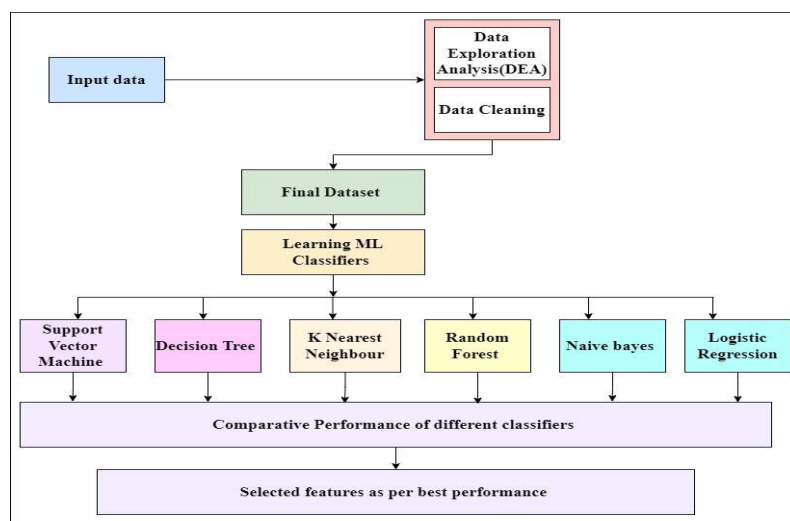 Data
Exploration
Analysis(DEA)
Input data
Data Cleaning
Final Dataset
Learning ML
Classifiers
Support
Vector
Machine
Decision Tree
K Nearest
Neighbour
Random
Forest
Naive bayes
Logistic
Regression
Comparative Performance of different classifiers
Selected features as per best performance